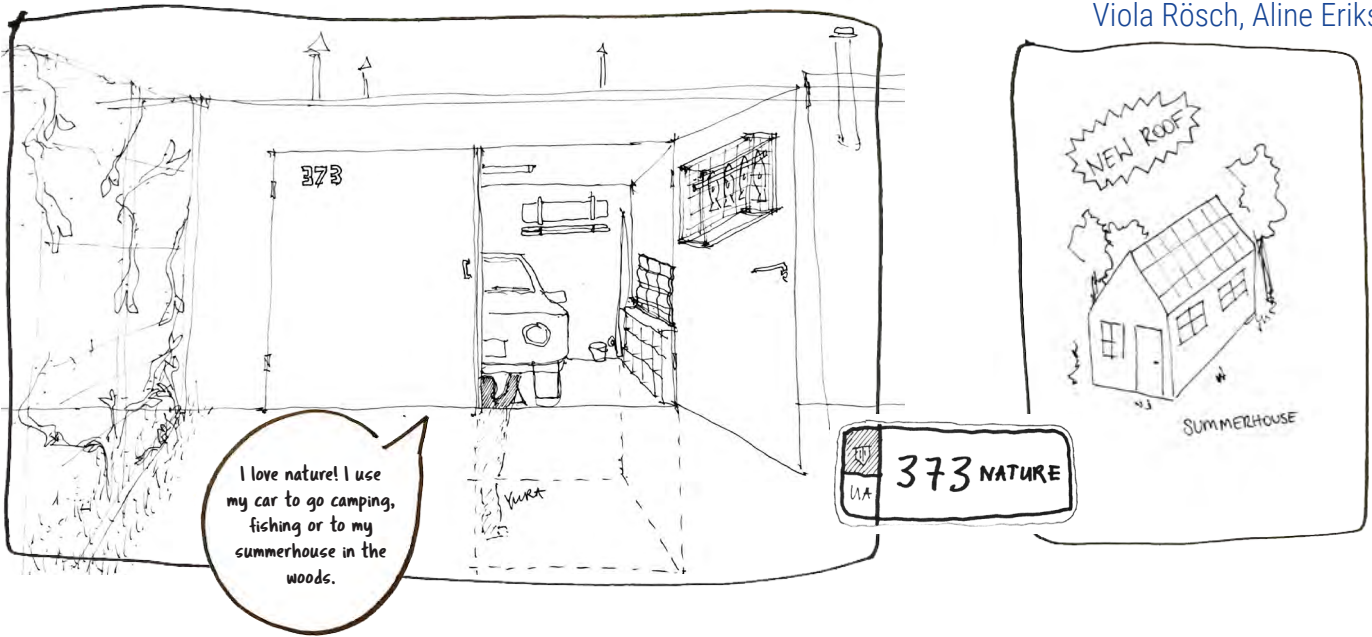 Viola Rösch, Aline Eriks
NEW ROOF
373
I love nature! I use
my car to go camping,
fishing or to my
summerhouse in the
woods.
UA
373 NATURE
SUMMERHOUSE